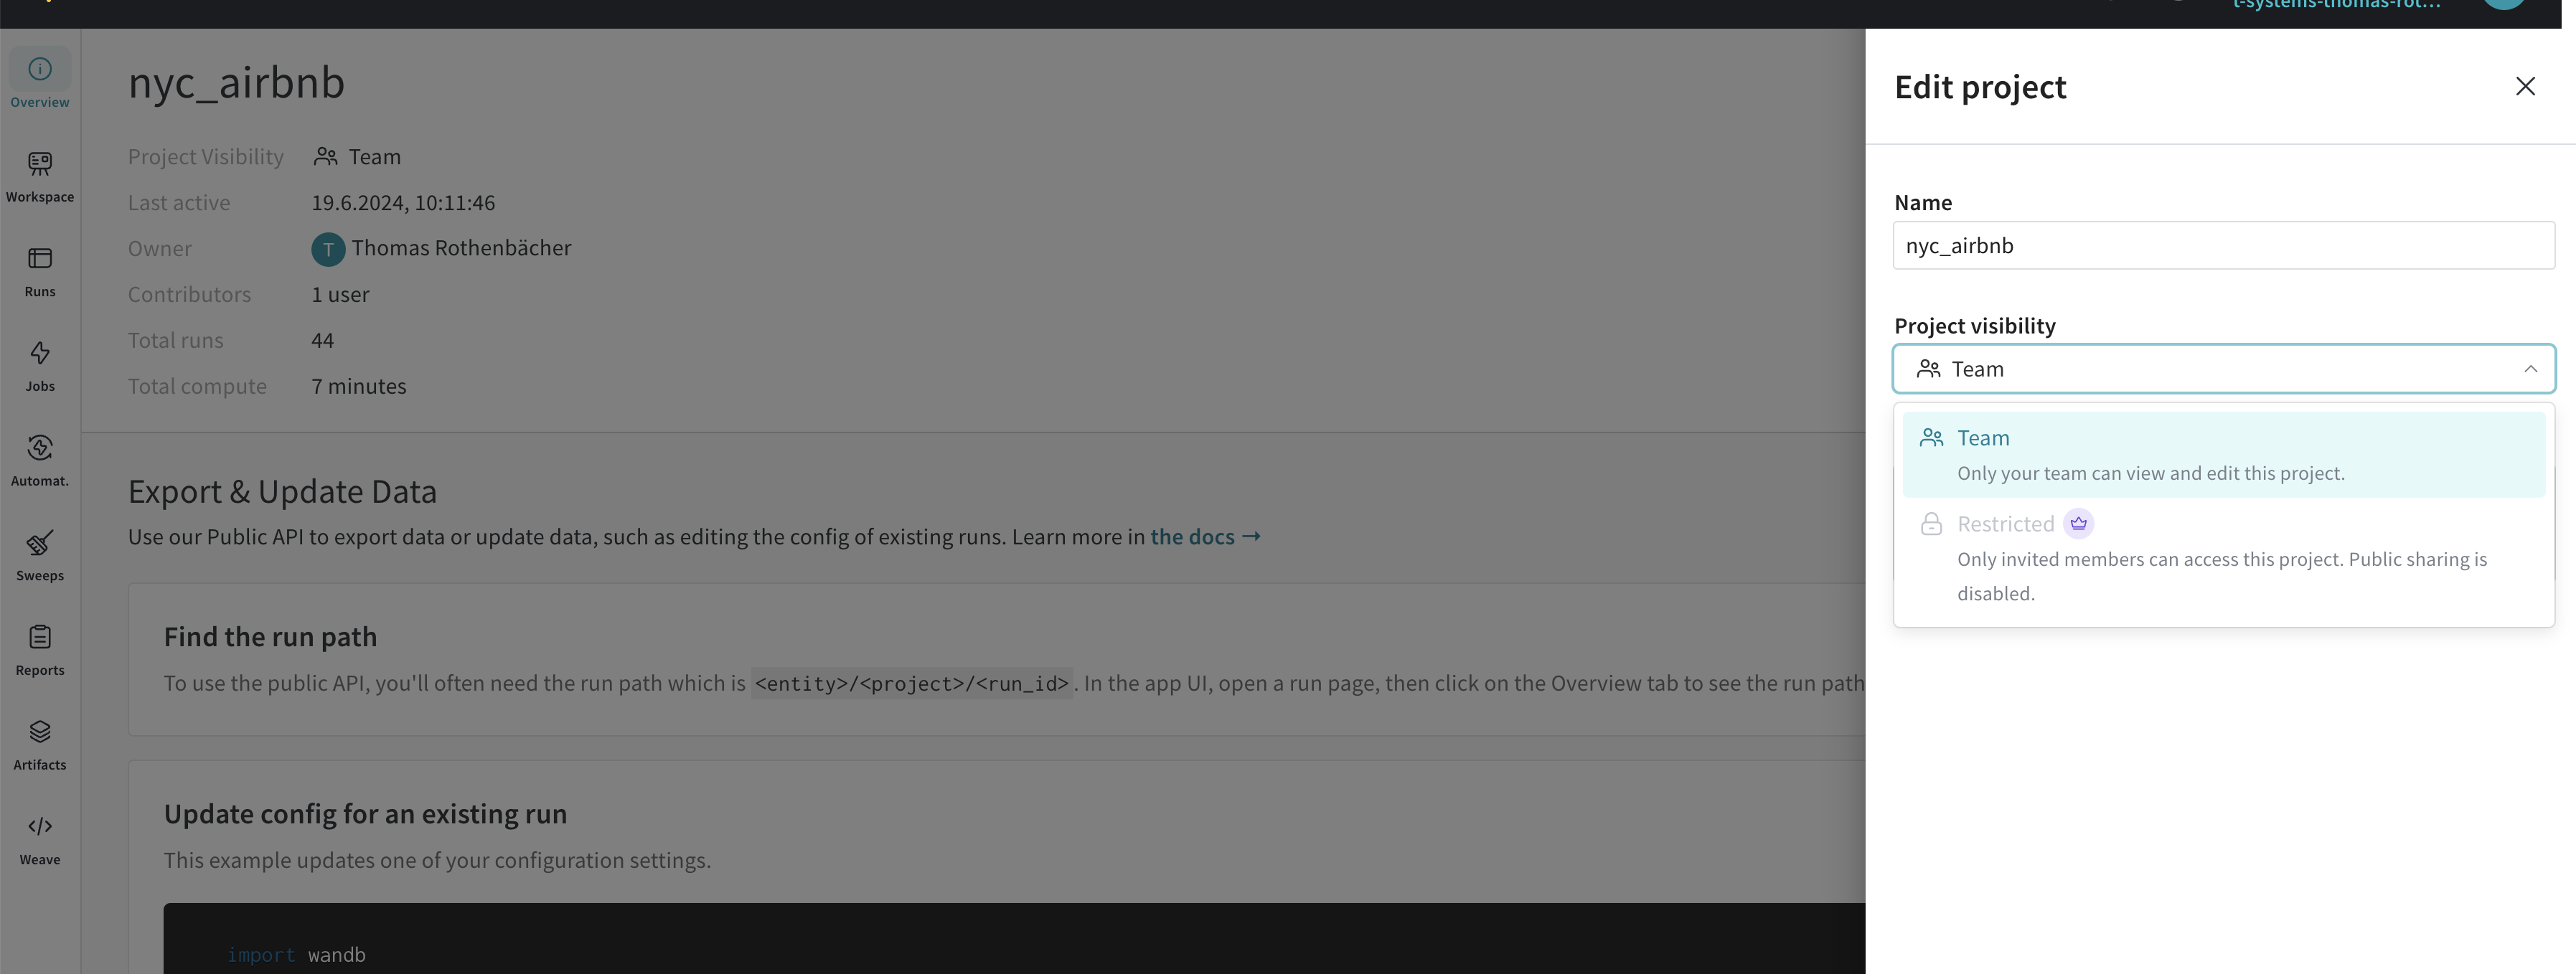 t-systems-thomas-rot...
Overview
Workspace
Runs
Jobs
Automat.
Sweeps
Reports
Artifacts
Weave
nyc_airbnb
Project Visibility Team
Last active 19.6.2024, 10:11:46
Owner T Thomas Rothenbächer
Contributors 1 user
Total runs 44
Total compute 7 minutes
Export & Update Data
Use our Public API to export data or update data, such as editing the config of existing runs. Learn more in the docs →
Find the run path
To use the public API, you'll often need the run path which is <entity>/<project>/<run_id>. In the app UI, open a run page, then click on the Overview tab to see the run path
Update config for an existing run
This example updates one of your configuration settings.
import wandb
Edit project
Name
nyc_airbnb
Project visibility
Team
Team
Only your team can view and edit this project.
Restricted
Only invited members can access this project. Public sharing is
disabled.